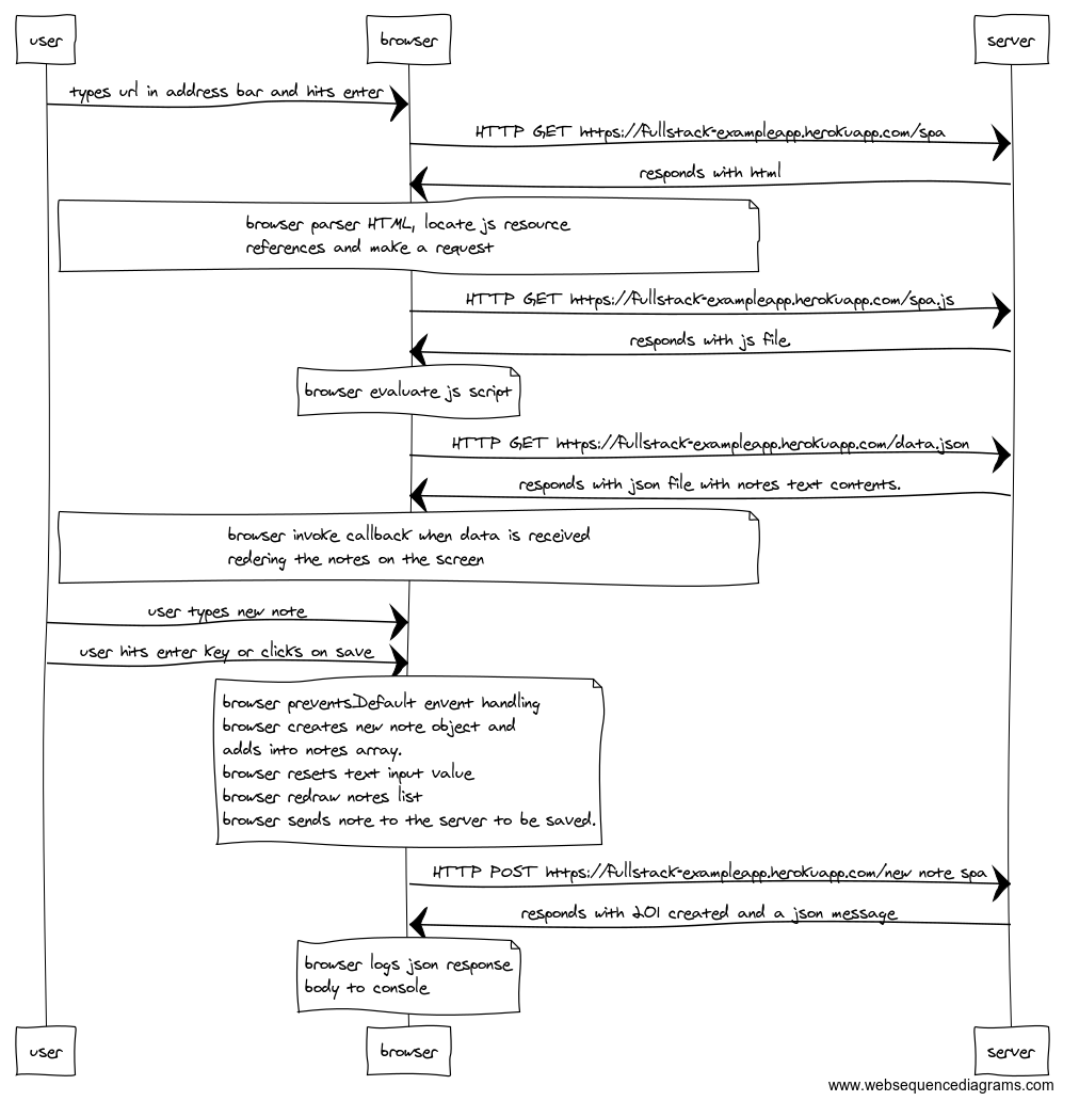 user browser server
types url in address bar and hits enter
HTTP GET https://fullstack-exampleapp.herokuapp.com/spa
responds with html
browser parser HTML, locate js resource
references and make a request
HTTP GET https://fullstack-exampleapp.herokuapp.com/spa.js
responds with js file
browser evaluate js script
HTTP GET https://fullstack-exampleapp.herokuapp.com/data.json
responds with json file with notes text contents.
browser invoke callback when data is received
redering the notes on the screen
user types new note
user hits enter key or clicks on save
browser preventsDefault envent handling
browser creates new note object and
adds into notes array.
browser resets text input value
browser redraw notes list
browser sends note to the server to be saved.
HTTP POST https://fullstack-exampleapp.herokuapp.com/new note spa
responds with 201 created and a json message
browser logs json response
body to console
user browser server
www.websequencediagrams.com